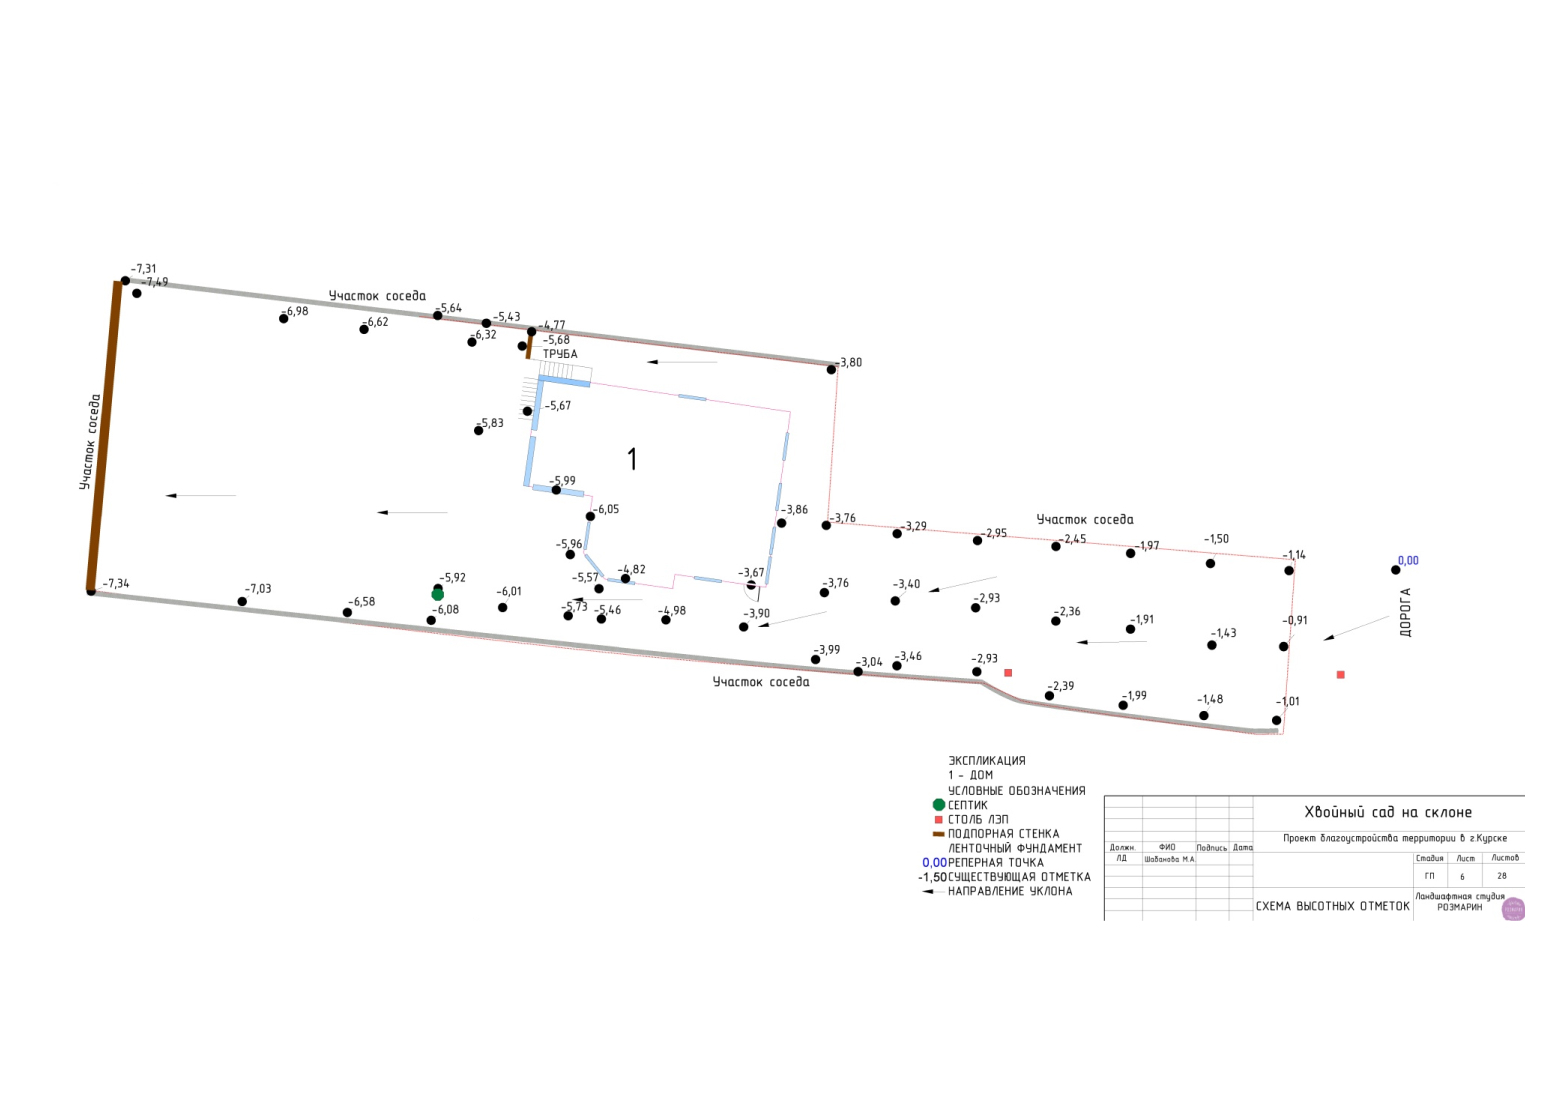 -7,31
-7,49
Участок соседа
-6,98
-6,62
-5,64
-5,43
-4,77
-6,32
-5,68
ТРУБА
-3,80
-5,67
-5,83
1
Участок соседа
-5,99
-6,05
-3,86
-3,76
-3,29
Участок соседа
-2,95
-2,45
-1,97
-1,50
-1,14
0,00
ДОРОГА
-5,96
-5,57
-4,82
-3,67
-3,76
-3,40
-2,93
-2,36
-1,91
-1,43
-0,91
-7,34
-7,03
-6,58
-5,92
-6,08
-6,01
-5,73
-5,46
-4,98
-3,90
-3,99
-3,04
-3,46
-2,93
-2,39
-1,99
-1,48
-1,01
Участок соседа
ЭКСПЛИКАЦИЯ
1 - ДОМ
УСЛОВНЫЕ ОБОЗНАЧЕНИЯ
СЕПТИК
СТОЛБ ЛЭП
ПОДПОРНАЯ СТЕНКА
ЛЕНТОЧНЫЙ ФУНДАМЕНТ
0,00 РЕПЕРНАЯ ТОЧКА
-1,50 СУЩЕСТВУЮЩАЯ ОТМЕТКА
НАПРАВЛЕНИЕ УКЛОНА
Хвойный сад на склоне
Проект благоустройства территории в г.Курске
Должн. ФИО Подпись Дата
ЛД Шабанова М.А.
Стадия Лист Листов
ГП 6 28
СХЕМА ВЫСОТНЫХ ОТМЕТОК
Ландшафтная студия
РОЗМАРИН